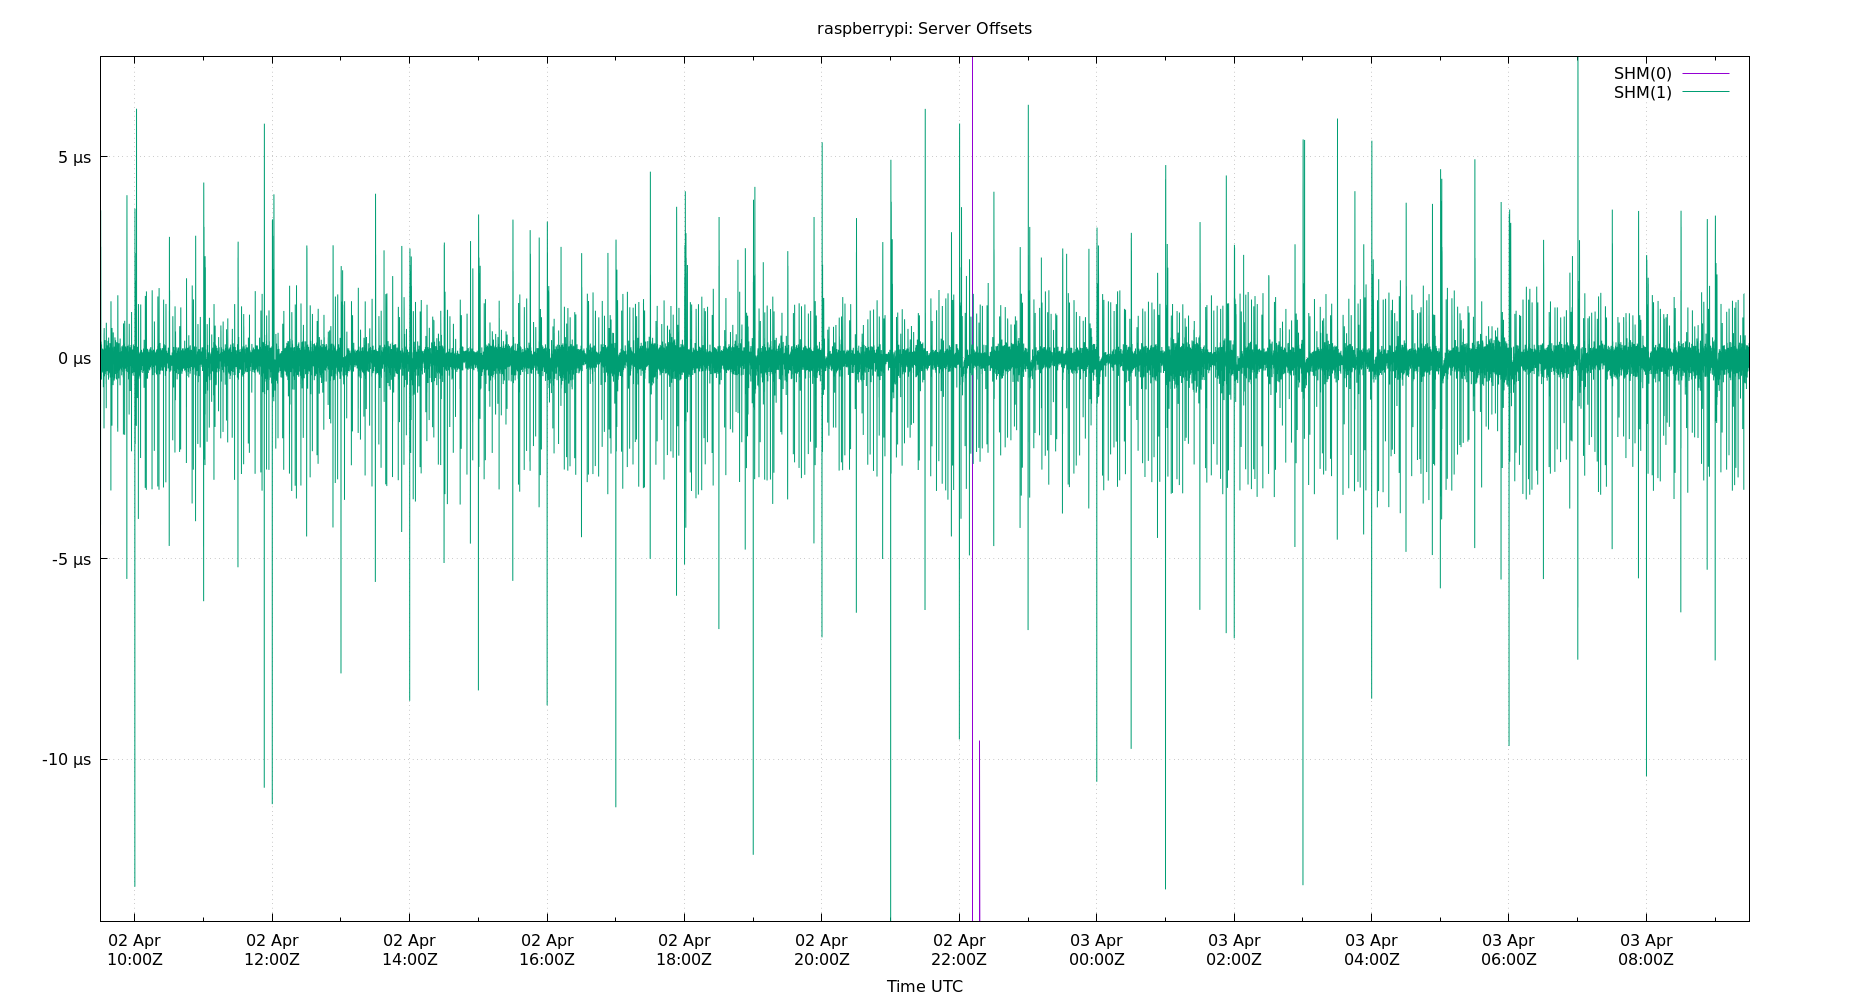 raspberrypi: Server Offsets
SHM(0)
SHM(1)
5 µs
0 µs
-5 µs
-10 µs
02 Apr 02 Apr 02 Apr 02 Apr 02 Apr 02 Apr 02 Apr 03 Apr 03 Apr 03 Apr 03 Apr 03 Apr
10:00Z 12:00Z 14:00Z 16:00Z 18:00Z 20:00Z 22:00Z 00:00Z 02:00Z 04:00Z 06:00Z 08:00Z
Time UTC